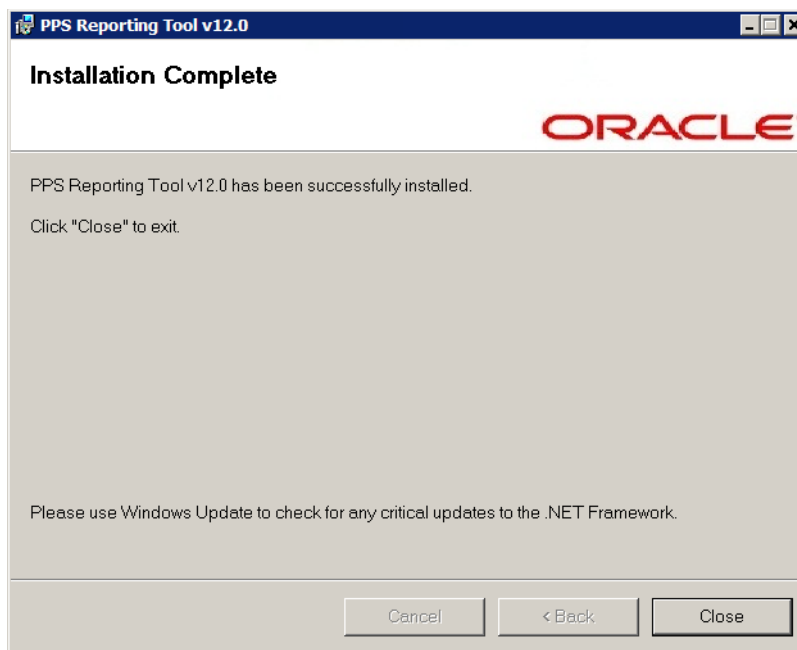 PPS Reporting Tool v12.0
Installation Complete
ORACLE
PPS Reporting Tool v12.0 has been successfully installed.
Click "Close" to exit.
Please use Windows Update to check for any critical updates to the .NET Framework.
Cancel
< Back
Close